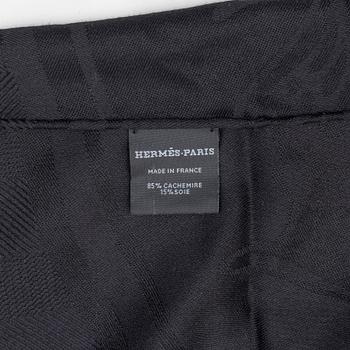 HERMÈS-PARIS
MADE IN FRANCE
85% CACHEMIRE
15% SOIE